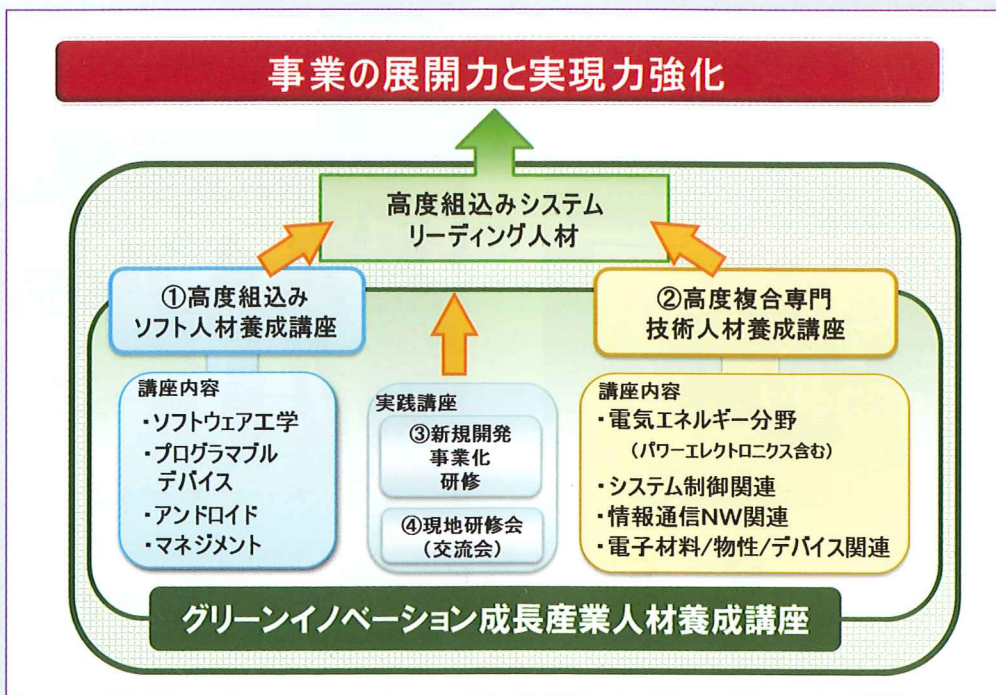 事業の展開力と実現力強化
高度組込みシステム
リーディング人材
①高度組込み
ソフト人材養成講座
講座内容
・ソフトウェア工学
・プログラマブル
デバイス
・アンドロイド
・マネジメント
実践講座
③新規開発
事業化
研修
④現地研修会
(交流会)
②高度複合専門
技術人材養成講座
講座内容
・電気エネルギー分野
(パワーエレクトロニクス含む)
・システム制御関連
・情報通信NW関連
・電子材料/物性/デバイス関連
グリーンイノベーション成長産業人材養成講座